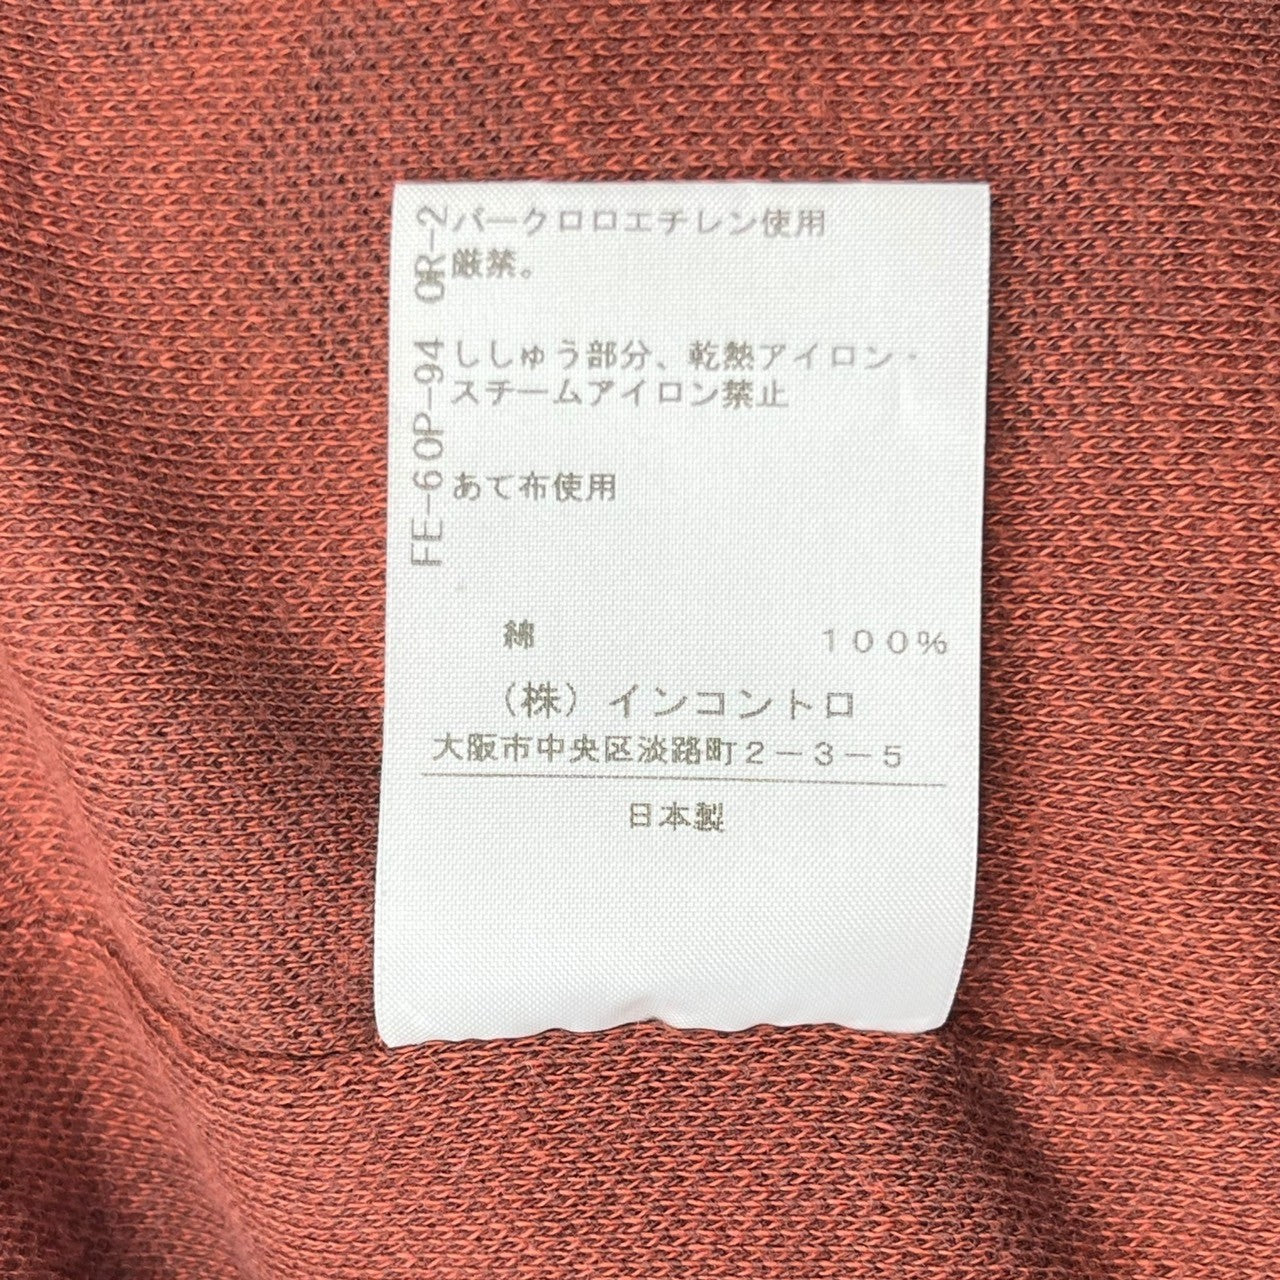 FE-60P-94 OR-2
パークロロエチレン使用
厳禁。
ししゅう部分、乾熱アイロン・
スチームアイロン禁止
あて布使用
綿 100%
（株）インコントロ
大阪市中央区淡路町2-3-5
日本製